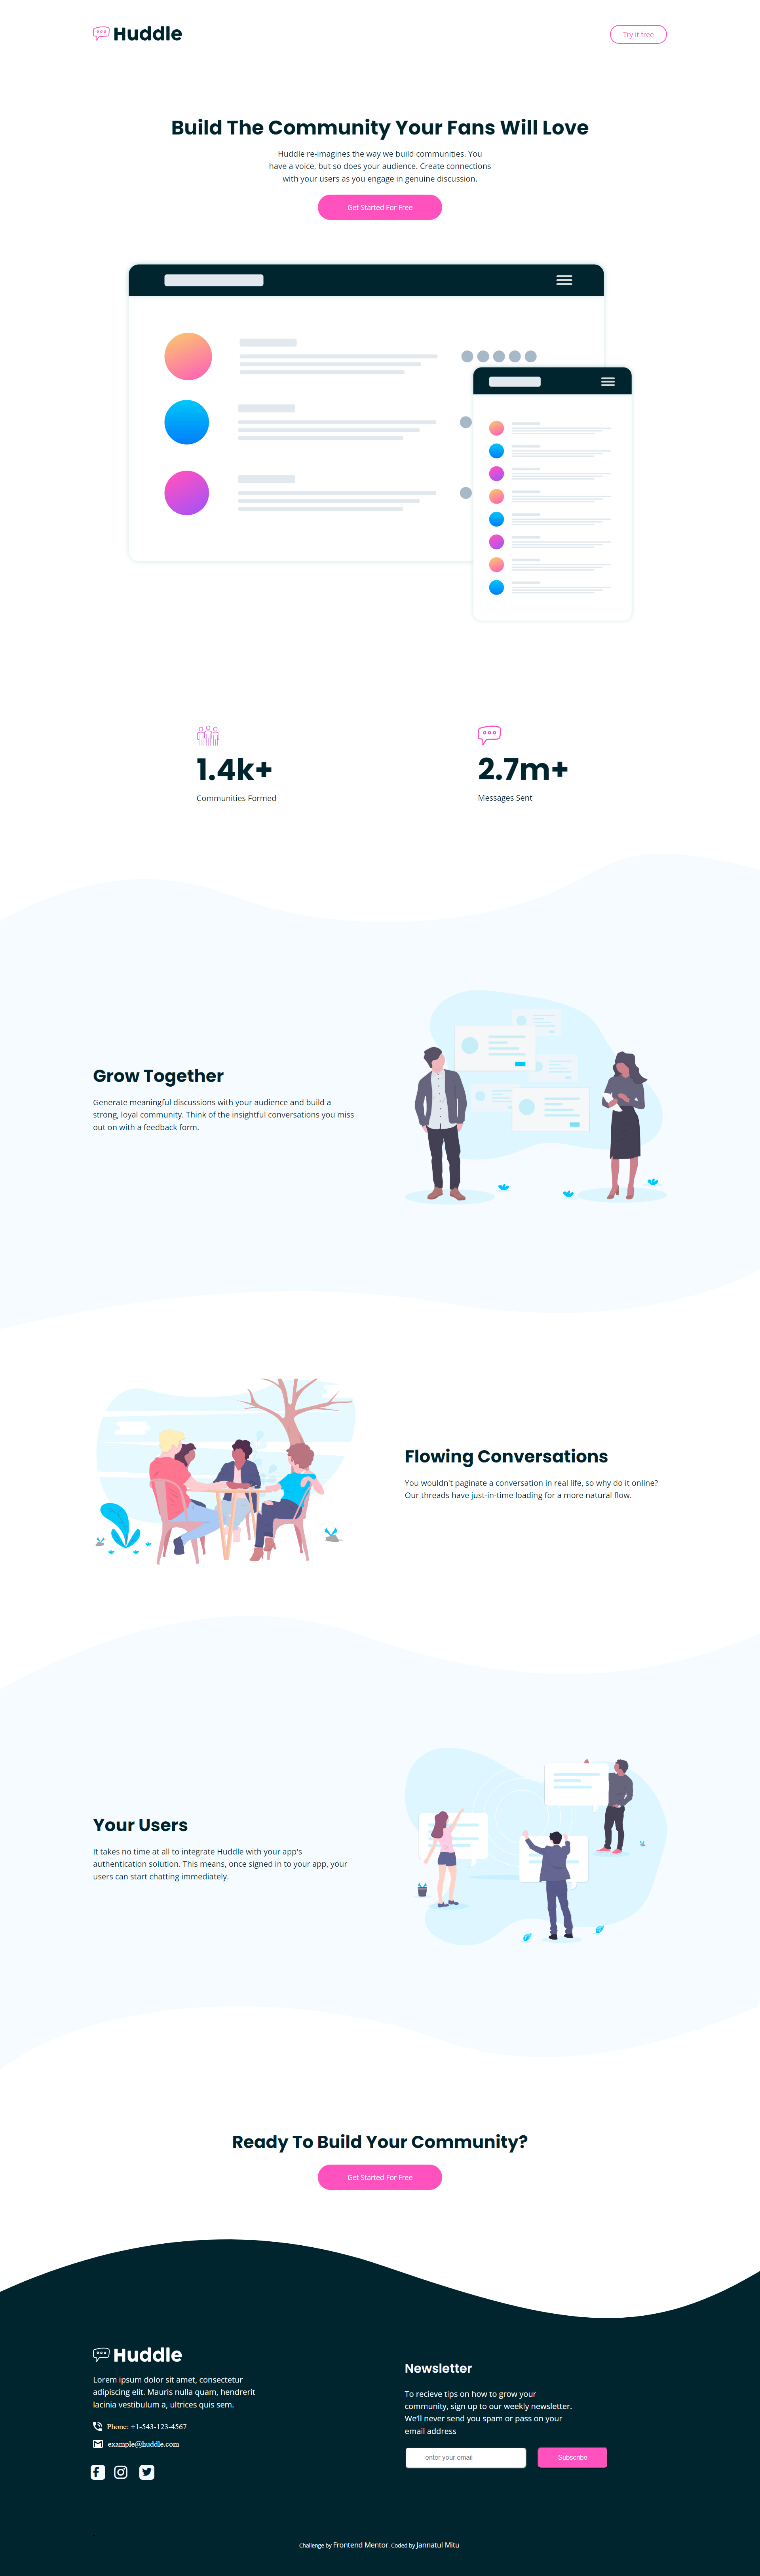 Huddle
Try it free
Build The Community Your Fans Will Love
Huddle re-imagines the way we build communities. You
have a voice, but so does your audience. Create connections
with your users as you engage in genuine discussion.
Get Started For Free
1.4k+
Communities Formed
2.7m+
Messages Sent
Grow Together
Generate meaningful discussions with your audience and build a
strong, loyal community. Think of the insightful conversations you miss
out on with a feedback form.
Flowing Conversations
You wouldn't paginate a conversation in real life, so why do it online?
Our threads have just-in-time loading for a more natural flow.
Your Users
It takes no time at all to integrate Huddle with your app's
authentication solution. This means, once signed in to your app, your
users can start chatting immediately.
Ready To Build Your Community?
Get Started For Free
Huddle
Lorem ipsum dolor sit amet, consectetur
adipiscing elit. Mauris nulla quam, hendrerit
lacinia vestibulum a, ultrices quis sem.
Phone: +1-543-123-4567
example@huddle.com
Newsletter
To recieve tips on how to grow your
community, sign up to our weekly newsletter.
We'll never send you spam or pass on your
email address
enter your email
Subscribe
Challenge by Frontend Mentor. Coded by Jannatul Mitu